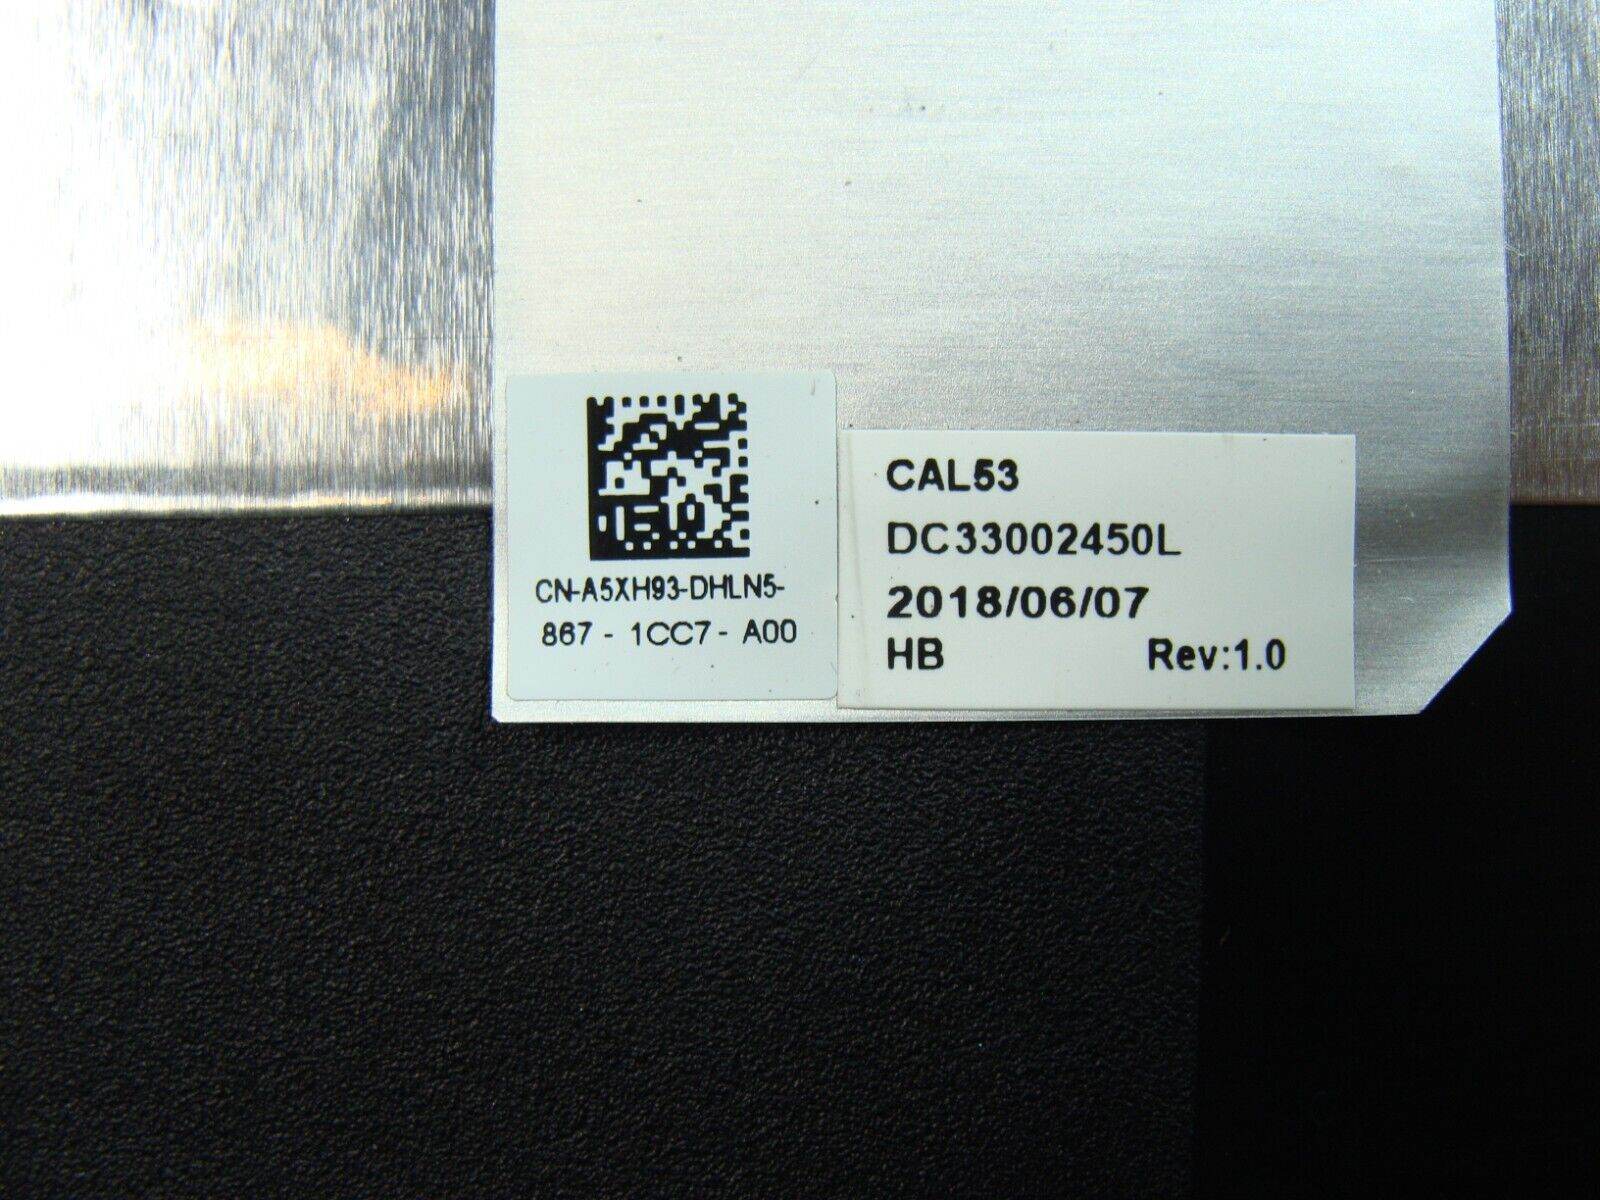 CN-A5XH93-DHLN5-
867 - 1CC7 - A00
CAL53
DC33002450L
2018/06/07
HB Rev:1.0